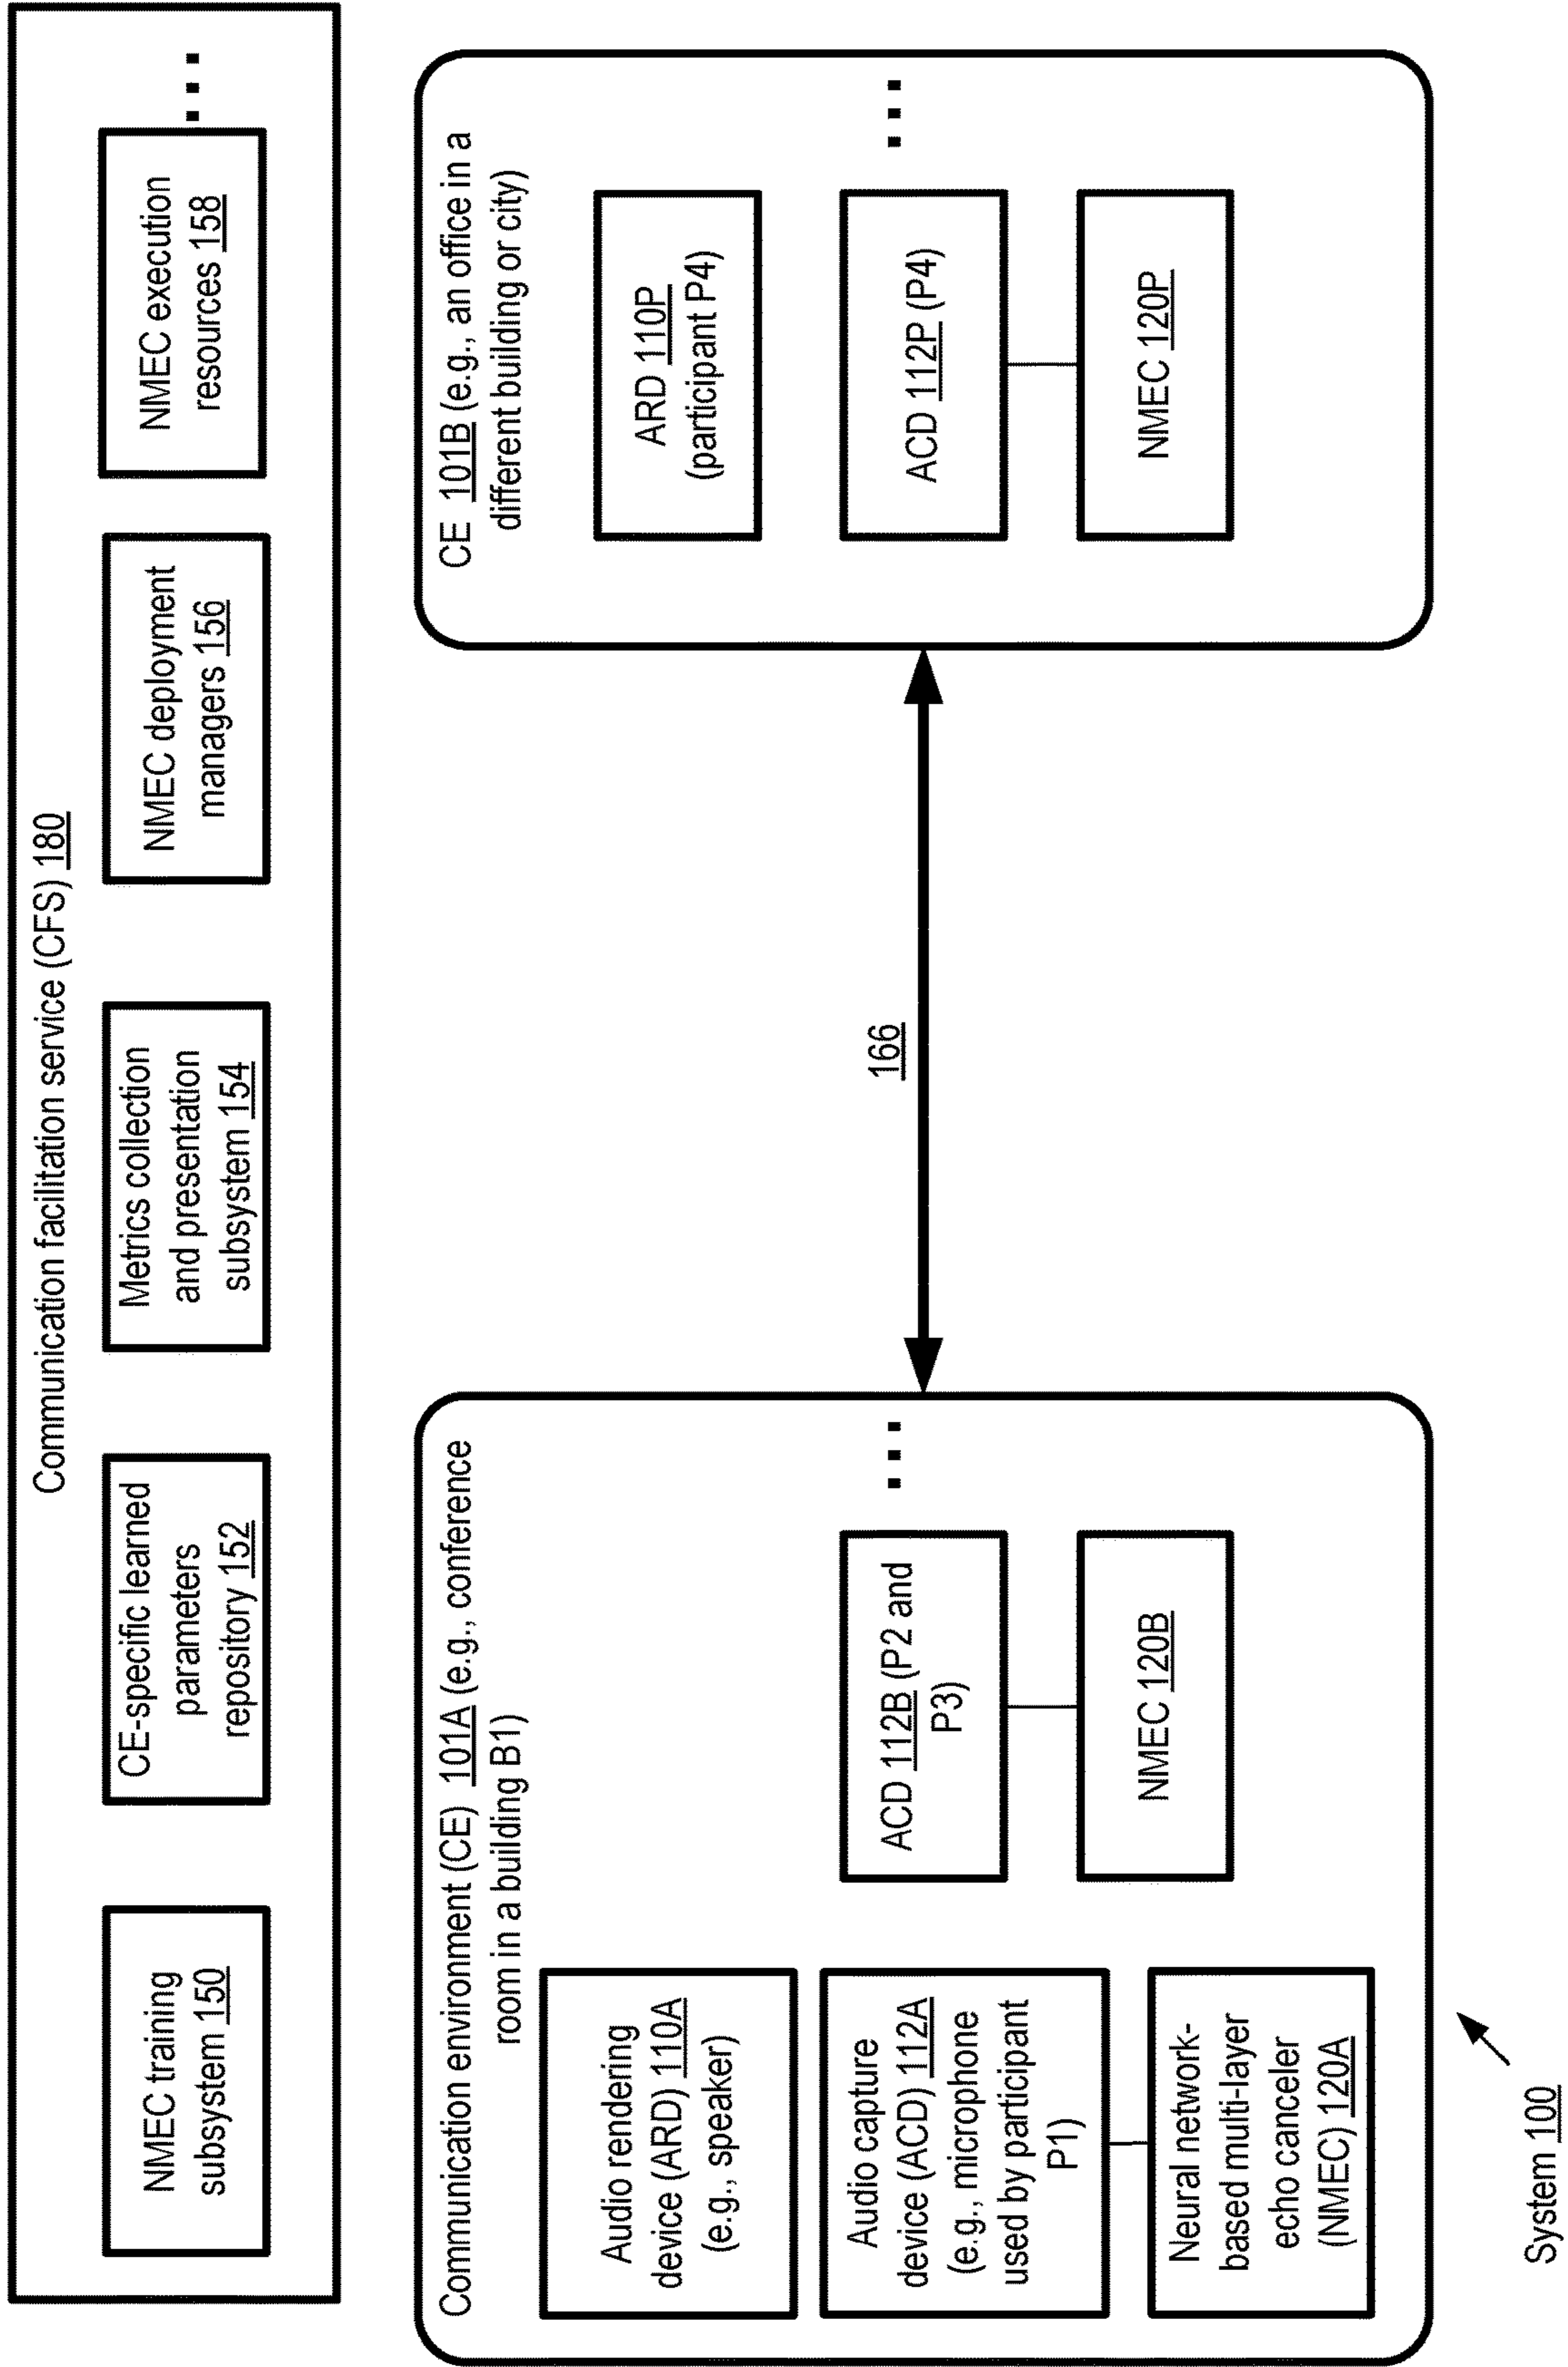 Communication facilitation service (CFS) 180
NMEC training
subsystem 150
CE-specific learned
parameters
repository 152
Metrics collection
and presentation
subsystem 154
NMEC deployment
managers 156
NMEC execution
resources 158
Communication environment (CE) 101A (e.g., conference
room in a building B1)
Audio rendering
device (ARD) 110A
(e.g., speaker)
Audio capture
device (ACD) 112A
(e.g., microphone
used by participant
P1)
Neural network-
based multi-layer
echo canceler
(NMEC) 120A
ACD 112B (P2 and
P3)
NMEC 120B
166
CE 101B (e.g., an office in a
different building or city)
ARD 110P
(participant P4)
ACD 112P (P4)
NMEC 120P
System 100